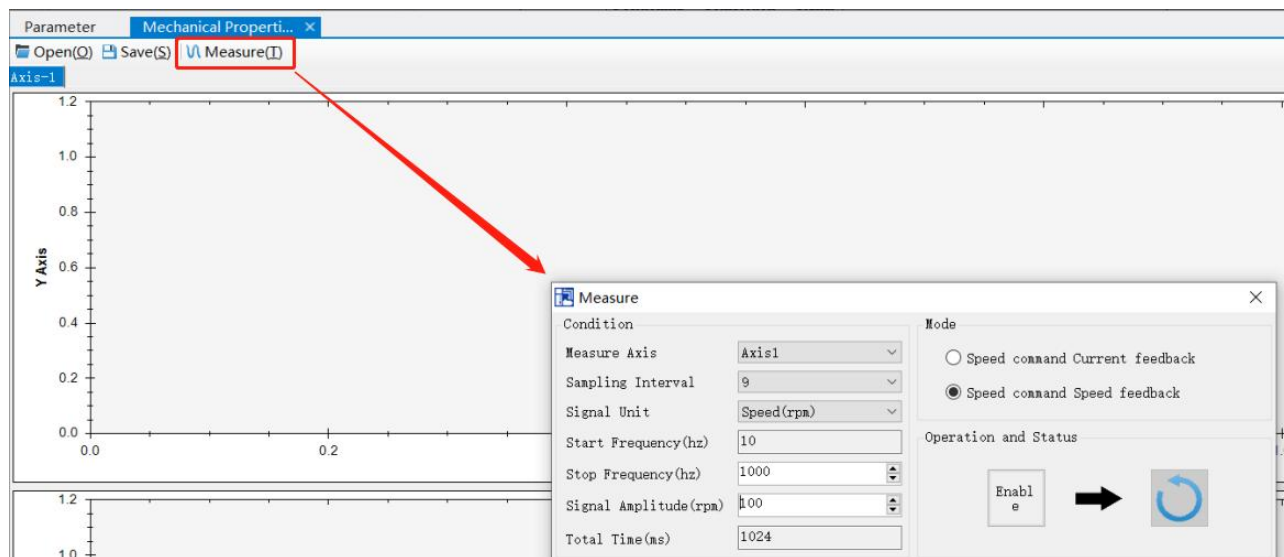 Parameter Mechanical Properti... ×
Open(O) Save(S) Measure(T)
Axis-1
1.2
1.0
0.8
0.6
0.4
0.2
0.0
Y Axis
0.0 0.2
1.2
1.0
Measure
Condition
Measure Axis Axis1
Sampling Interval 9
Signal Unit Speed(rpm)
Start Frequency(hz) 10
Stop Frequency(hz) 1000
Signal Amplitude(rpm) 100
Total Time(ms) 1024
Mode
Speed command Current feedback
Speed command Speed feedback
Operation and Status
Enabl
e